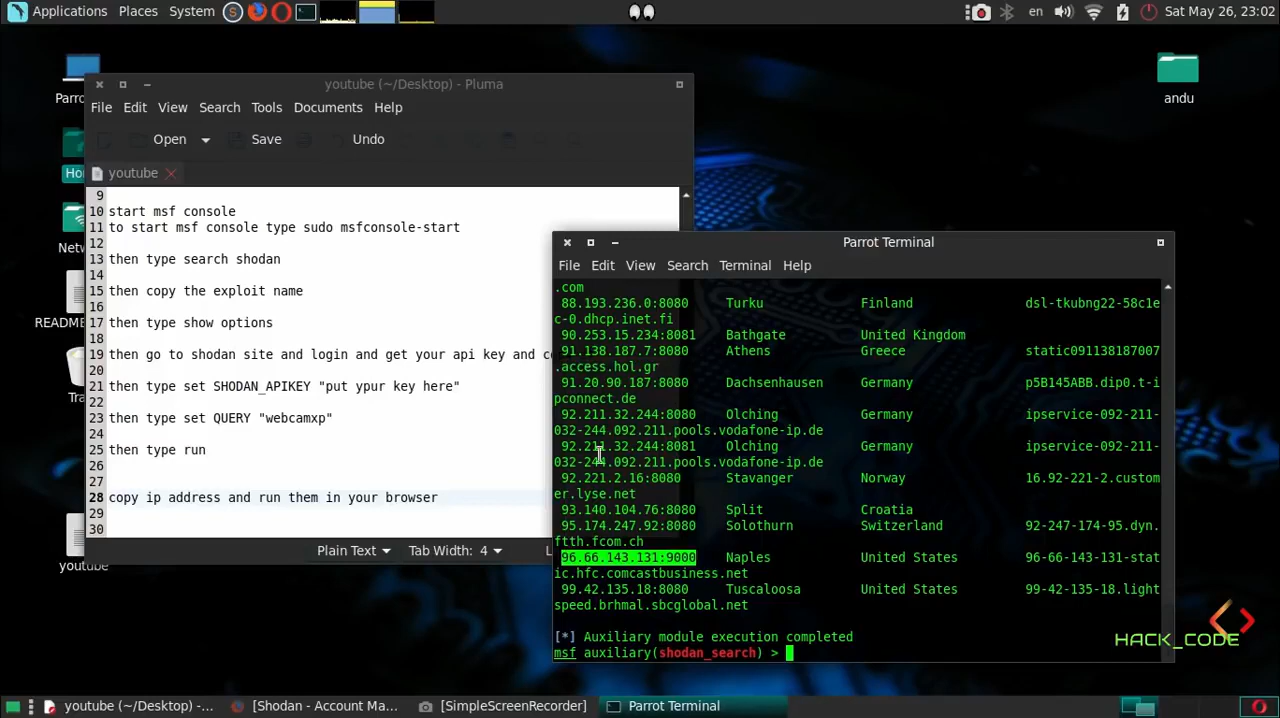 Applications Places System
en
Sat May 26, 23:02
andu
youtube (~/Desktop) - Pluma
File Edit View Search Tools Documents Help
Open Save Undo
youtube
9
10 start msf console
11 to start msf console type sudo msfconsole-start
12
13 then type search shodan
14
15 then copy the exploit name
16
17 then type show options
18
19 then go to shodan site and login and get your api key and
20
21 then type set SHODAN_APIKEY "put ypur key here"
22
23 then type set QUERY "webcamxp"
24
25 then type run
26
27
28 copy ip address and run them in your browser
29
30
Plain Text Tab Width: 4
README
youtube
Parrot Terminal
File Edit View Search Terminal Help
.com
88.193.236.0:8080 Turku Finland dsl-tkubng22-58c1e
c-0.dhcp.inet.fi
90.253.15.234:8081 Bathgate United Kingdom
91.138.187.7:8080 Athens Greece static091138187007
.access.hol.gr
91.20.90.187:8080 Dachsenhausen Germany p5B145ABB.dip0.t-i
pconnect.de
92.211.32.244:8080 Olching Germany ipservice-092-211-
032-244.092.211.pools.vodafone-ip.de
92.211.32.244:8081 Olching Germany ipservice-092-211-
032-244.092.211.pools.vodafone-ip.de
92.221.2.16:8080 Stavanger Norway 16.92-221-2.custom
er.lyse.net
93.140.104.76:8080 Split Croatia
95.174.247.92:8080 Solothurn Switzerland 92-247-174-95.dyn.
ftth.fcom.ch
96.66.143.131:9000 Naples United States 96-66-143-131-stat
ic.hfc.comcastbusiness.net
99.42.135.18:8080 Tuscaloosa United States 99-42-135-18.light
speed.brhmal.sbcglobal.net
[*] Auxiliary module execution completed
msf auxiliary(shodan_search) >
HACK_CODE
youtube (~/Desktop) -... [Shodan - Account Ma... [SimpleScreenRecorder] Parrot Terminal